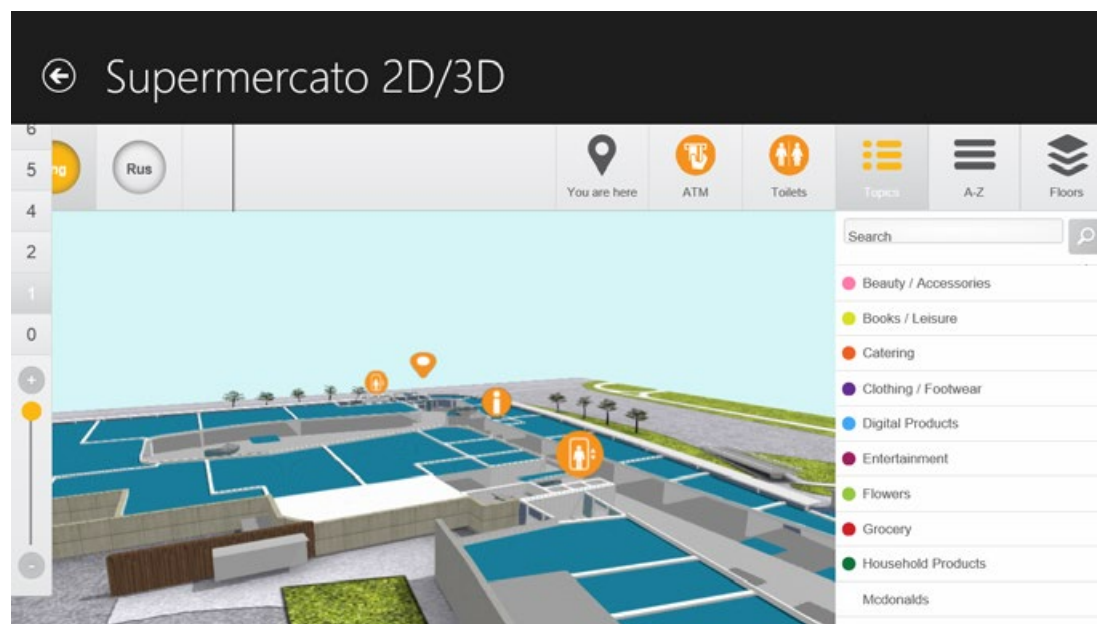 Supermercato 2D/3D
6
5
4
2
1
0
+
-
ng
Rus
You are here
ATM
Toilets
Topics
A-Z
Floors
Search
Beauty / Accessories
Books / Leisure
Catering
Clothing / Footwear
Digital Products
Entertainment
Flowers
Grocery
Household Products
Mcdonalds